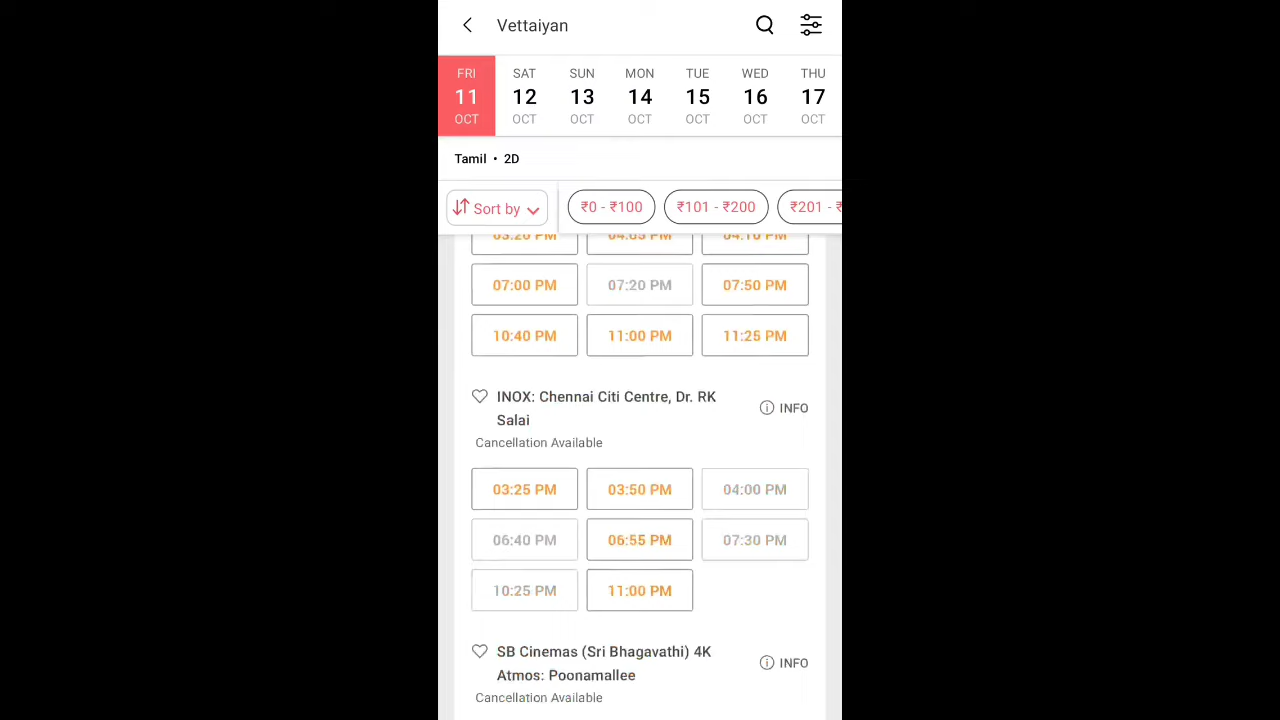 Vettaiyan
FRI SAT SUN MON TUE WED THU
11 12 13 14 15 16 17
OCT OCT OCT OCT OCT OCT OCT
Tamil • 2D
Sort by ₹0 - ₹100 ₹101 - ₹200 ₹201 - ₹
07:00 PM 07:20 PM 07:50 PM
10:40 PM 11:00 PM 11:25 PM
INOX: Chennai Citi Centre, Dr. RK
Salai
INFO
Cancellation Available
03:25 PM 03:50 PM 04:00 PM
06:40 PM 06:55 PM 07:30 PM
10:25 PM 11:00 PM
SB Cinemas (Sri Bhagavathi) 4K
Atmos: Poonamallee
INFO
Cancellation Available